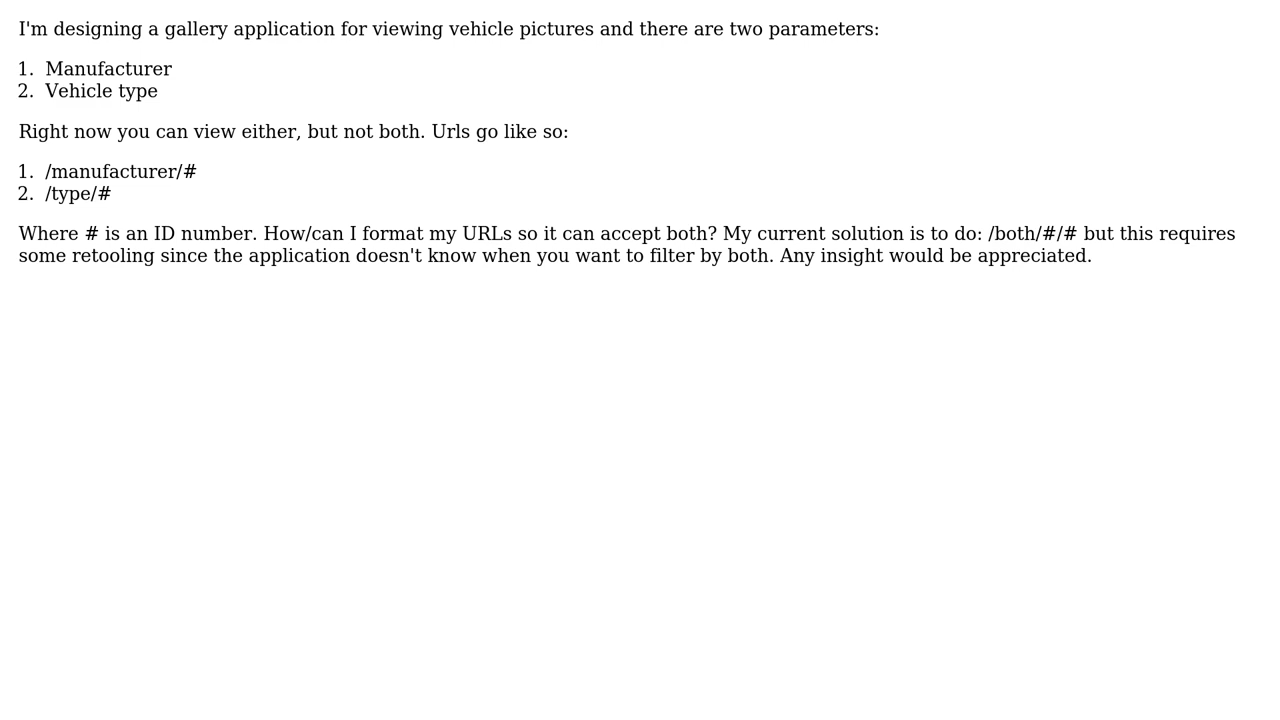 I'm designing a gallery application for viewing vehicle pictures and there are two parameters:
1. Manufacturer
2. Vehicle type
Right now you can view either, but not both. Urls go like so:
1. /manufacturer/#
2. /type/#
Where # is an ID number. How/can I format my URLs so it can accept both? My current solution is to do: /both/#/# but this requires
some retooling since the application doesn't know when you want to filter by both. Any insight would be appreciated.